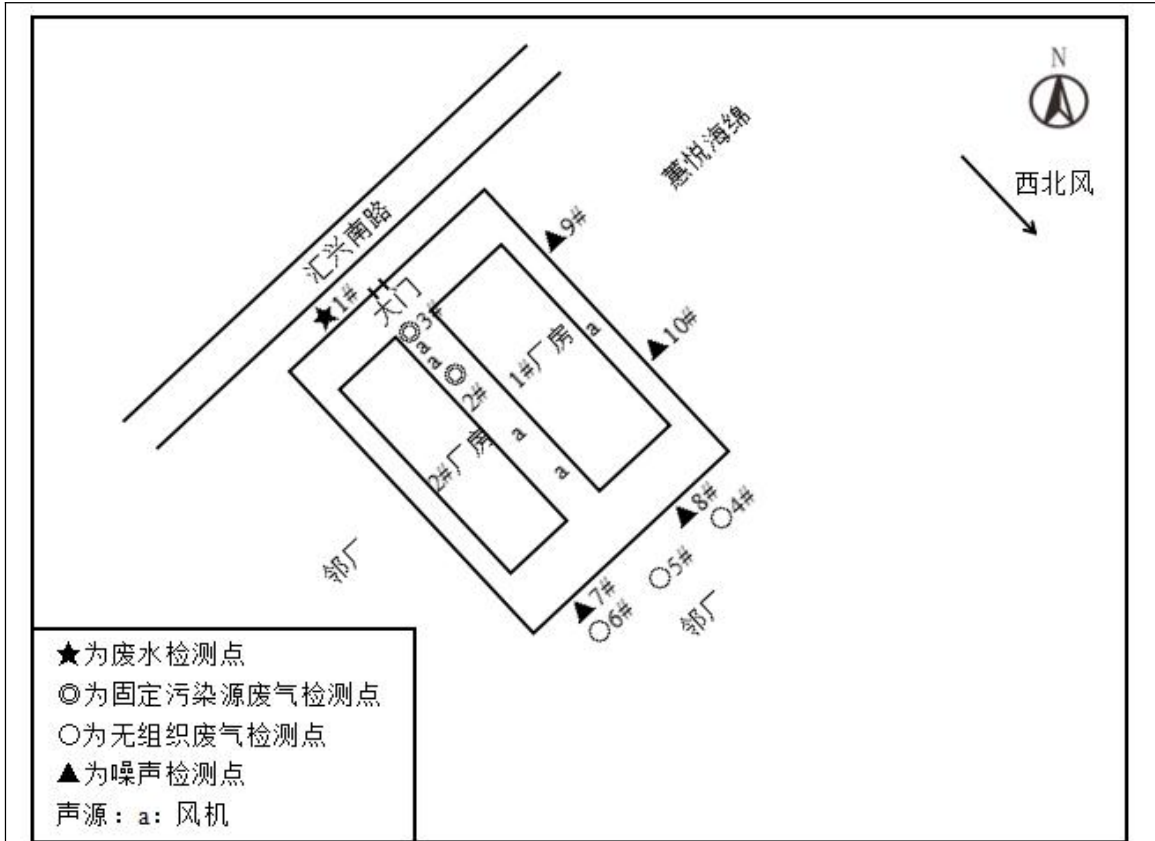 N
西北风
蕙悦海绵
汇兴南路
9#
1#
大门
3#
10#
a
a
a
1#厂房
2#
a
2#厂房
a
8#
4#
5#
邻厂
7#
6#
邻厂
★为废水检测点
◎为固定污染源废气检测点
○为无组织废气检测点
▲为噪声检测点
声源：a：风机